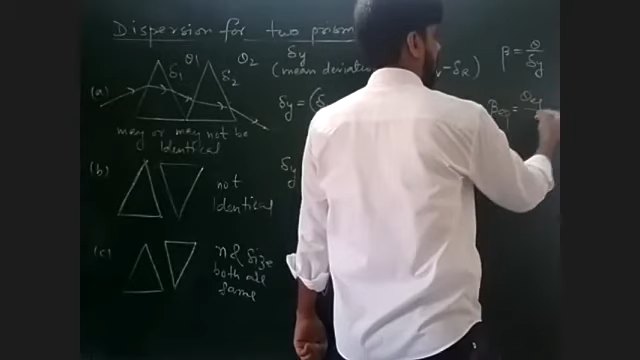 Dispersion for two prism
δy
(mean deviation
- δR)
β = θ/δy
(a)
δ1 θ1 θ2 δ2
δy = (δ
βeq = θeq
may or may not be
Identical
(b)
not
Identical
δy
(c)
n & size
both are
same